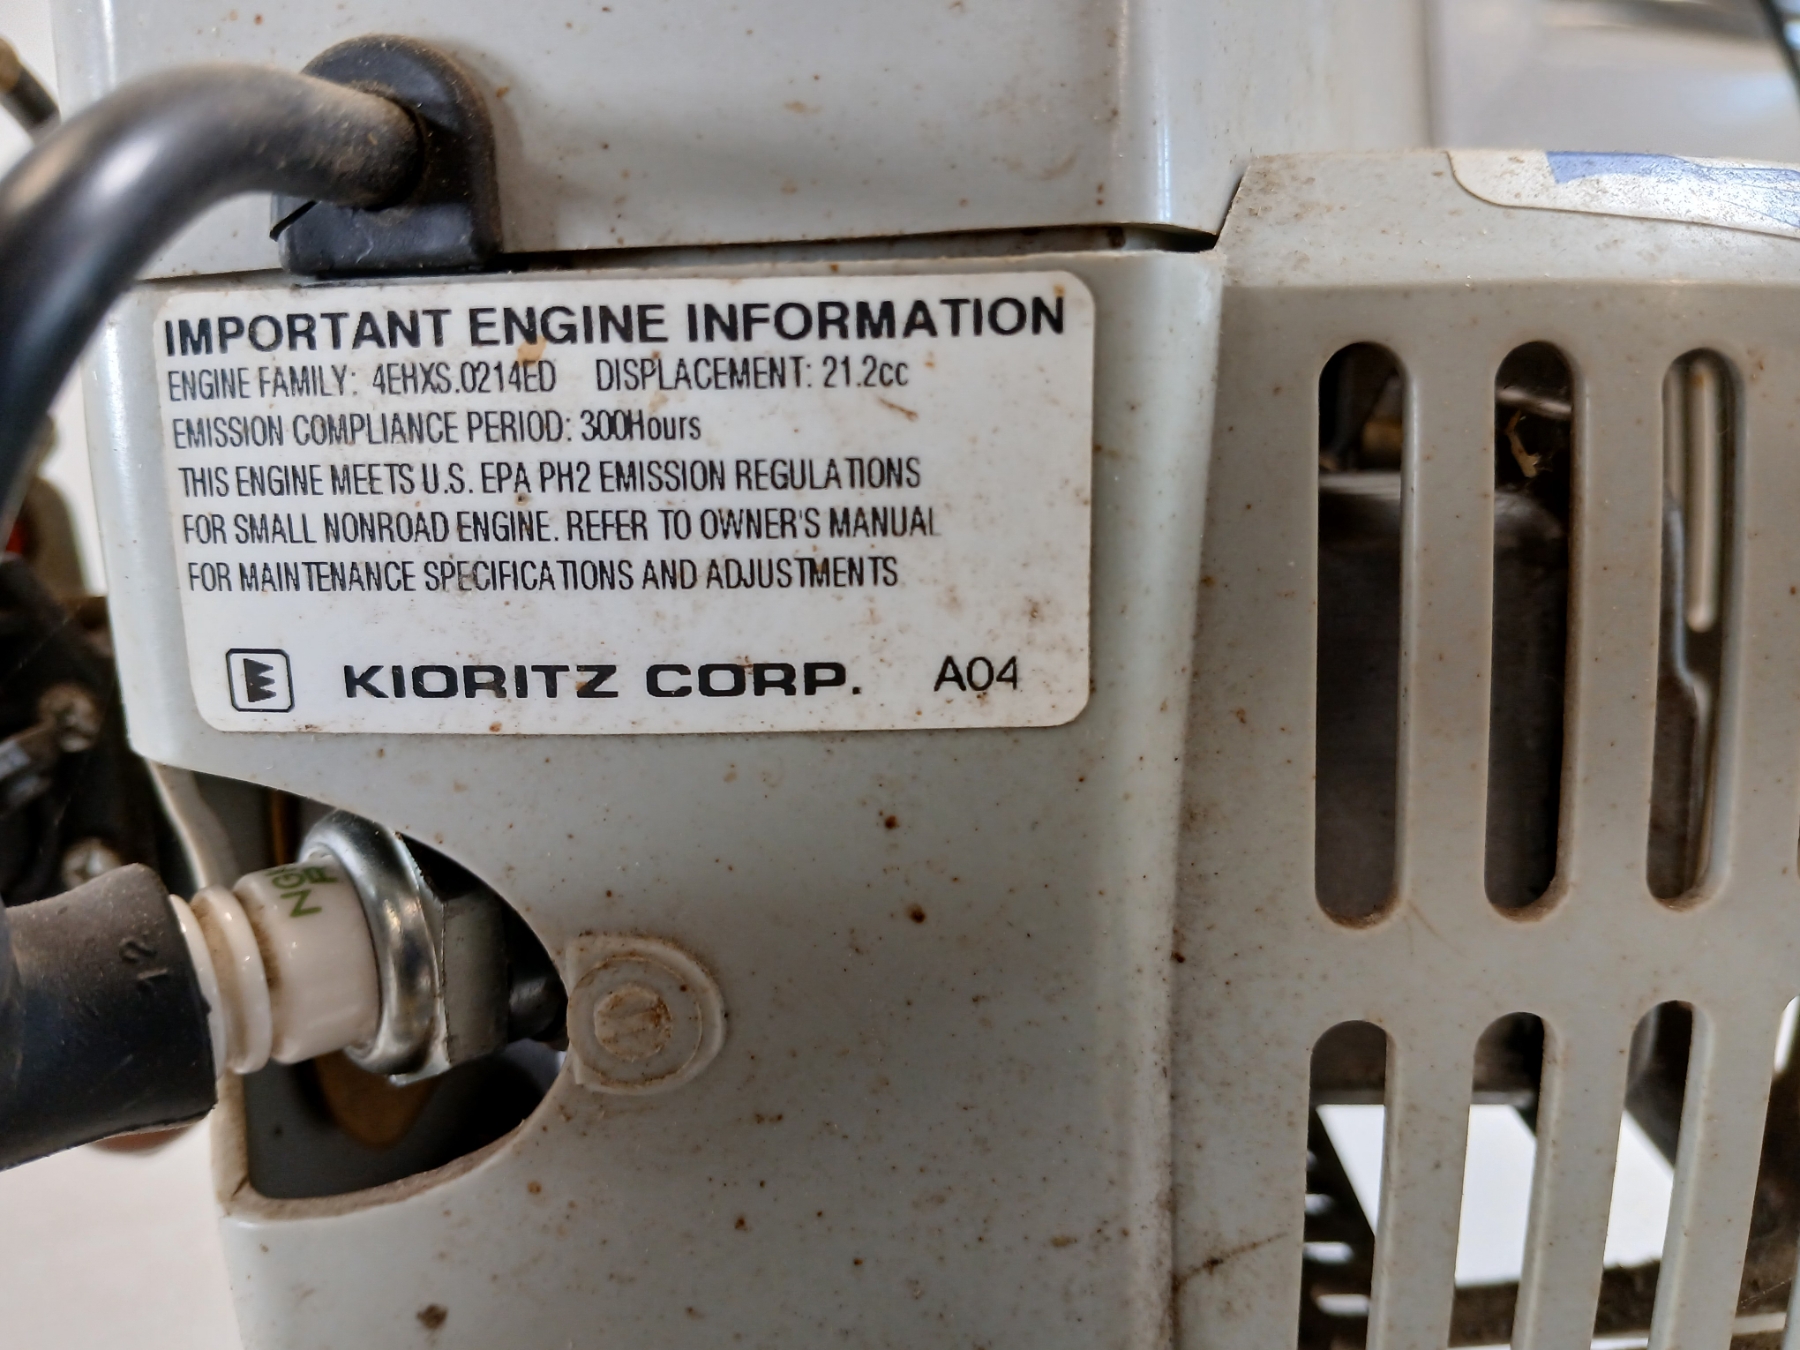 IMPORTANT ENGINE INFORMATION
ENGINE FAMILY: 4EHXS.0214ED DISPLACEMENT: 21.2cc
EMISSION COMPLIANCE PERIOD: 300Hours
THIS ENGINE MEETS U.S. EPA PH2 EMISSION REGULATIONS
FOR SMALL NONROAD ENGINE. REFER TO OWNER'S MANUAL
FOR MAINTENANCE SPECIFICATIONS AND ADJUSTMENTS
KIORITZ CORP. A04
12